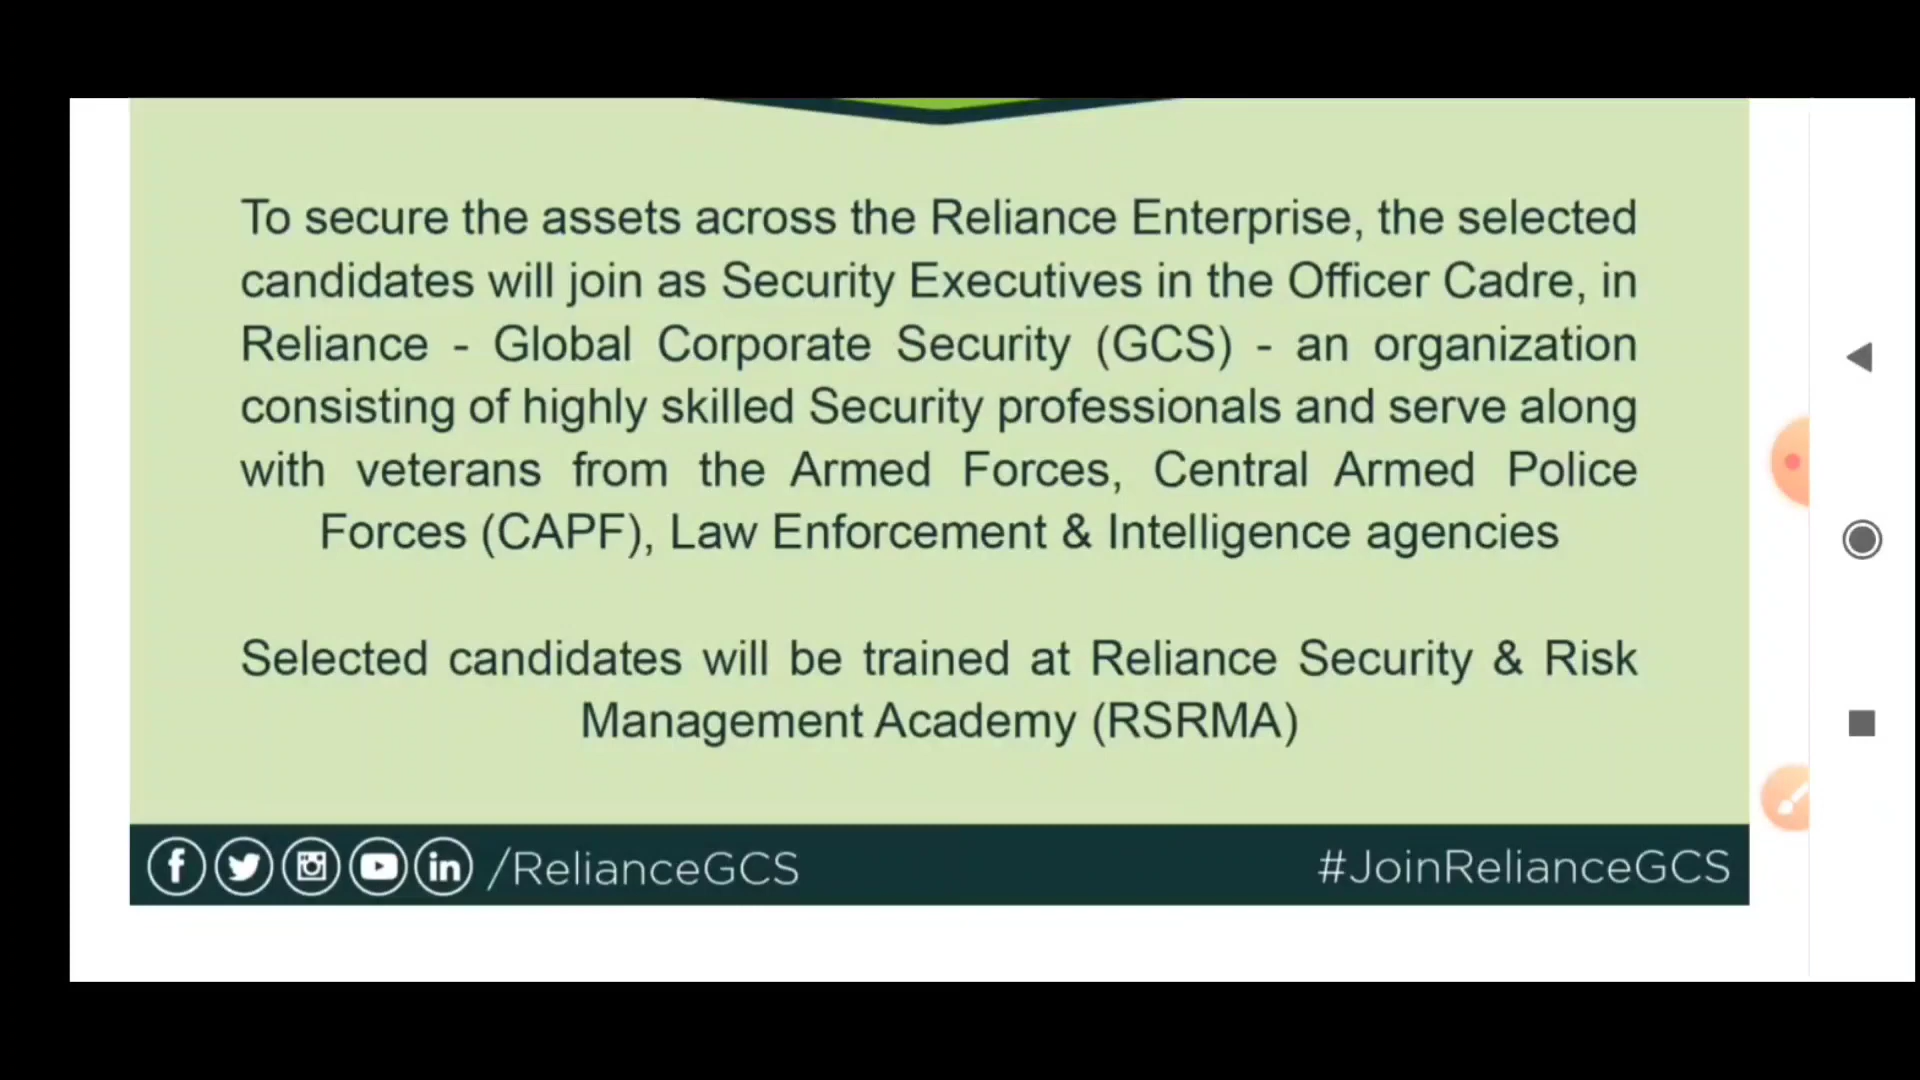 To secure the assets across the Reliance Enterprise, the selected
candidates will join as Security Executives in the Officer Cadre, in
Reliance - Global Corporate Security (GCS) - an organization
consisting of highly skilled Security professionals and serve along
with veterans from the Armed Forces, Central Armed Police
Forces (CAPF), Law Enforcement & Intelligence agencies
Selected candidates will be trained at Reliance Security & Risk
Management Academy (RSRMA)
/RelianceGCS
#JoinRelianceGCS